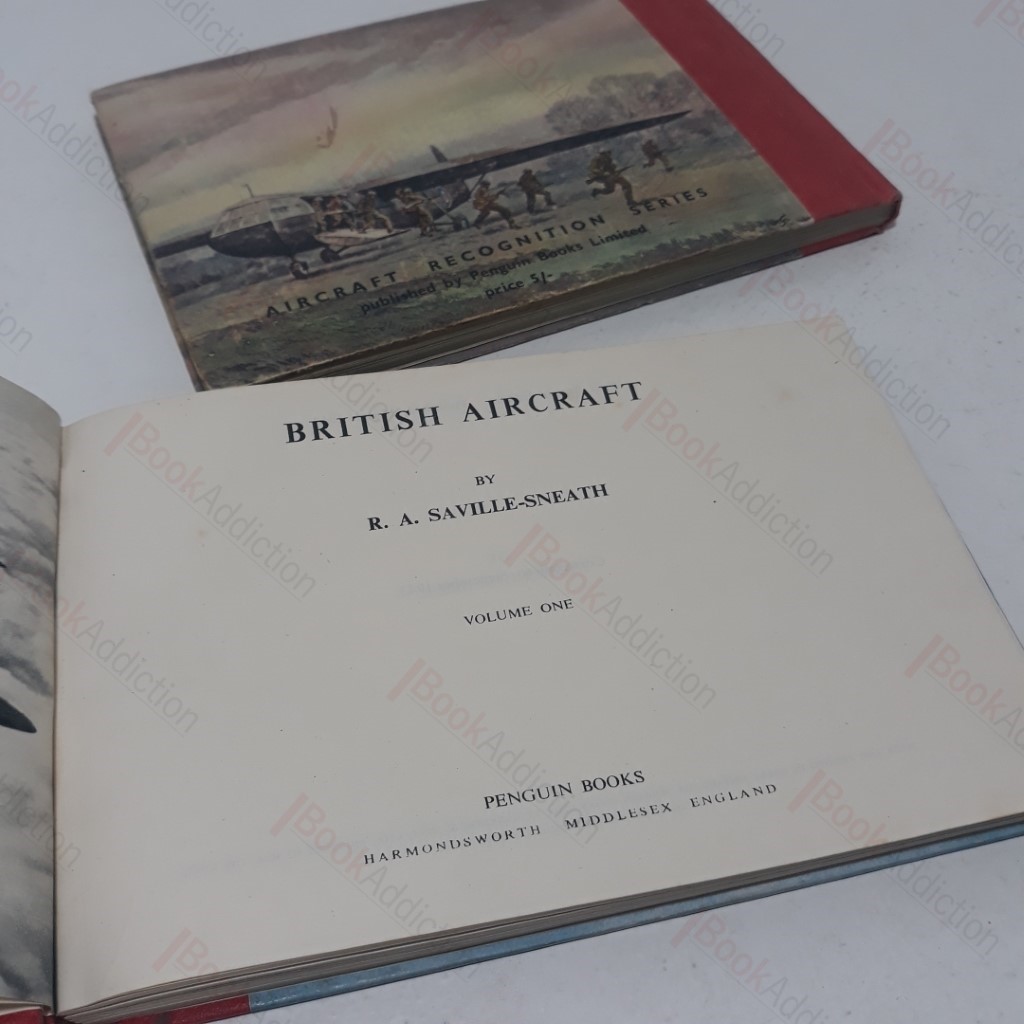 AIRCRAFT RECOGNITION SERIES
published by Penguin Books Limited
price 5/-
BRITISH AIRCRAFT
BY
R. A. SAVILLE-SNEATH
VOLUME ONE
PENGUIN BOOKS
HARMONDSWORTH MIDDLESEX ENGLAND
BookAddiction